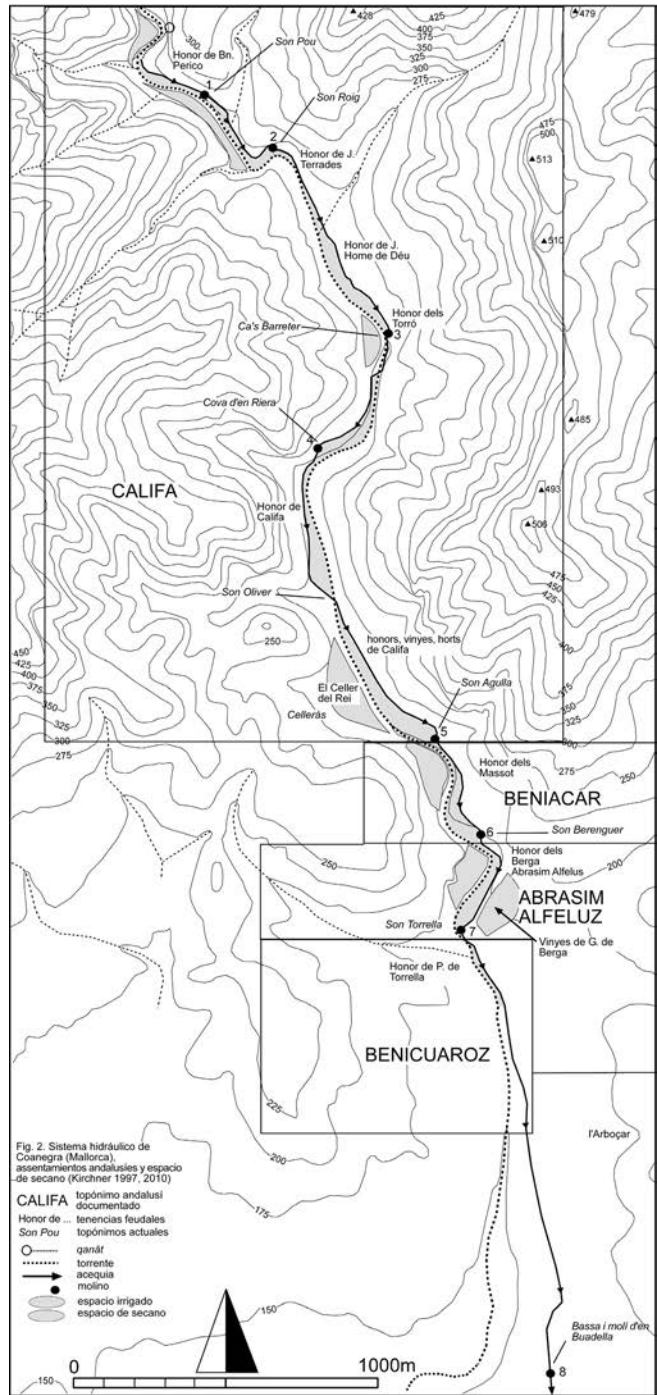 425
400
375
350
325
300
275
428
479
300
Honor de Bn.
Perico
Son Pou
1
Son Roig
2
Honor de J.
Terrades
475
500
513
510
Honor de J.
Home de Déu
Honor dels
Torró
Ca's Barreter
3
485
Cova d'en Riera
4
CALIFA
Honor de
Califa
493
506
475
450
425
Son Oliver
250
honors, vinyes, horts
de Califa
400
375
350
325
300
450
425
400
375
350
325
300
275
El Celler
del Rei
Celleràs
Son Agulla
5
Honor dels
Massot
275
250
BENIACAR
6
Son Berenguer
250
Honor dels
Berga
Abrasim Alfelus
200
ABRASIM
ALFELUZ
Son Torrella
7
Vinyes de G. de
Berga
Honor de P. de
Torrella
BENICUAROZ
225
200
175
l'Arboçar
Fig. 2. Sistema hidráulico de
Coanegra (Mallorca),
assentamientos andalusíes y espacio
de secano (Kirchner 1997, 2010)
CALIFA topónimo andalusí
documentado
Honor de ... tenencias feudales
Son Pou topónimos actuales
qanât
torrente
acequia
molino
espacio irrigado
espacio de secano
150
150
0 1000m
150
Bassa i molí d'en
Buadella
8